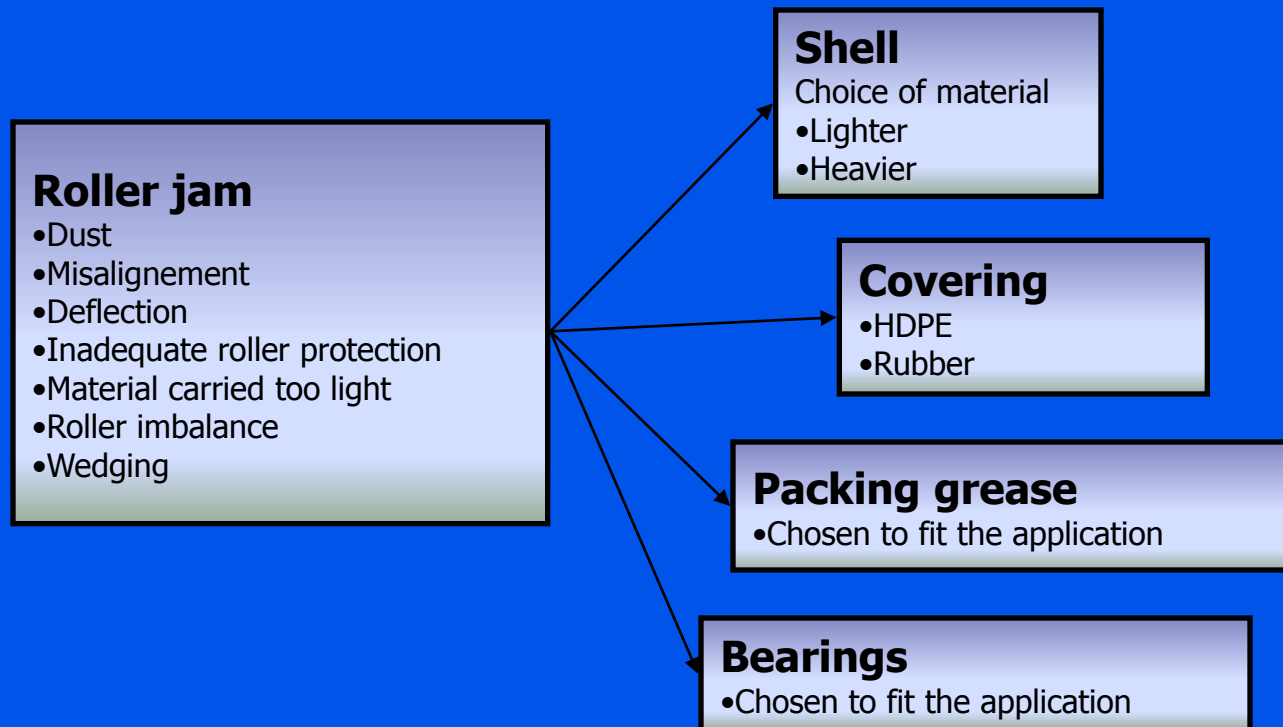 Roller jam
•Dust
•Misalignement
•Deflection
•Inadequate roller protection
•Material carried too light
•Roller imbalance
•Wedging
Shell
Choice of material
•Lighter
•Heavier
Covering
•HDPE
•Rubber
Packing grease
•Chosen to fit the application
Bearings
•Chosen to fit the application